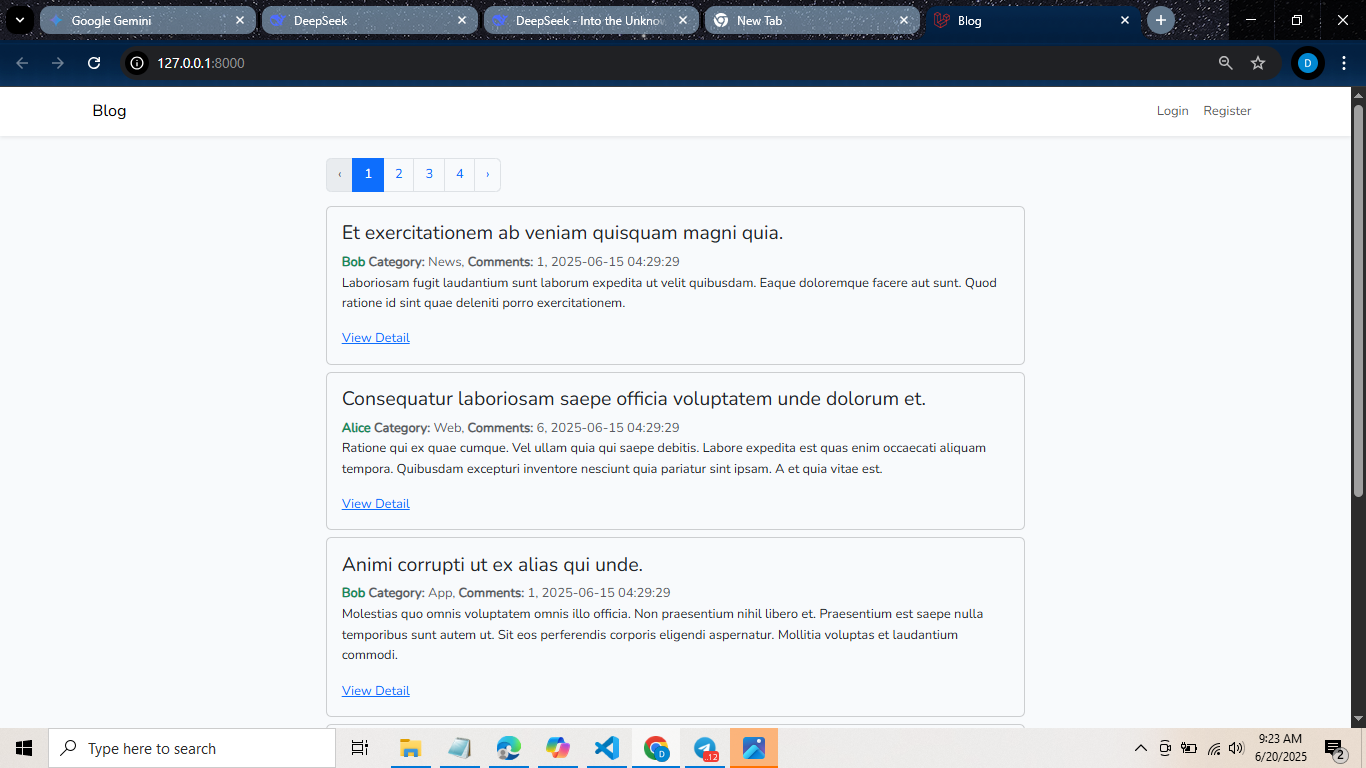 Google Gemini
DeepSeek
DeepSeek - Into the Unkno
New Tab
Blog
127.0.0.1:8000
D
Blog
Login Register
‹ 1 2 3 4 ›
Et exercitationem ab veniam quisquam magni quia.
Bob Category: News, Comments: 1, 2025-06-15 04:29:29
Laboriosam fugit laudantium sunt laborum expedita ut velit quibusdam. Eaque doloremque facere aut sunt. Quod
ratione id sint quae deleniti porro exercitationem.
View Detail
Consequatur laboriosam saepe officia voluptatem unde dolorum et.
Alice Category: Web, Comments: 6, 2025-06-15 04:29:29
Ratione qui ex quae cumque. Vel ullam quia qui saepe debitis. Labore expedita est quas enim occaecati aliquam
tempora. Quibusdam excepturi inventore nesciunt quia pariatur sint ipsam. A et quia vitae est.
View Detail
Animi corrupti ut ex alias qui unde.
Bob Category: App, Comments: 1, 2025-06-15 04:29:29
Molestias quo omnis voluptatem omnis illo officia. Non praesentium nihil libero et. Praesentium est saepe nulla
temporibus sunt autem ut. Sit eos perferendis corporis eligendi aspernatur. Mollitia voluptas et laudantium
commodi.
View Detail
Type here to search
D
..12
9:23 AM
6/20/2025
2